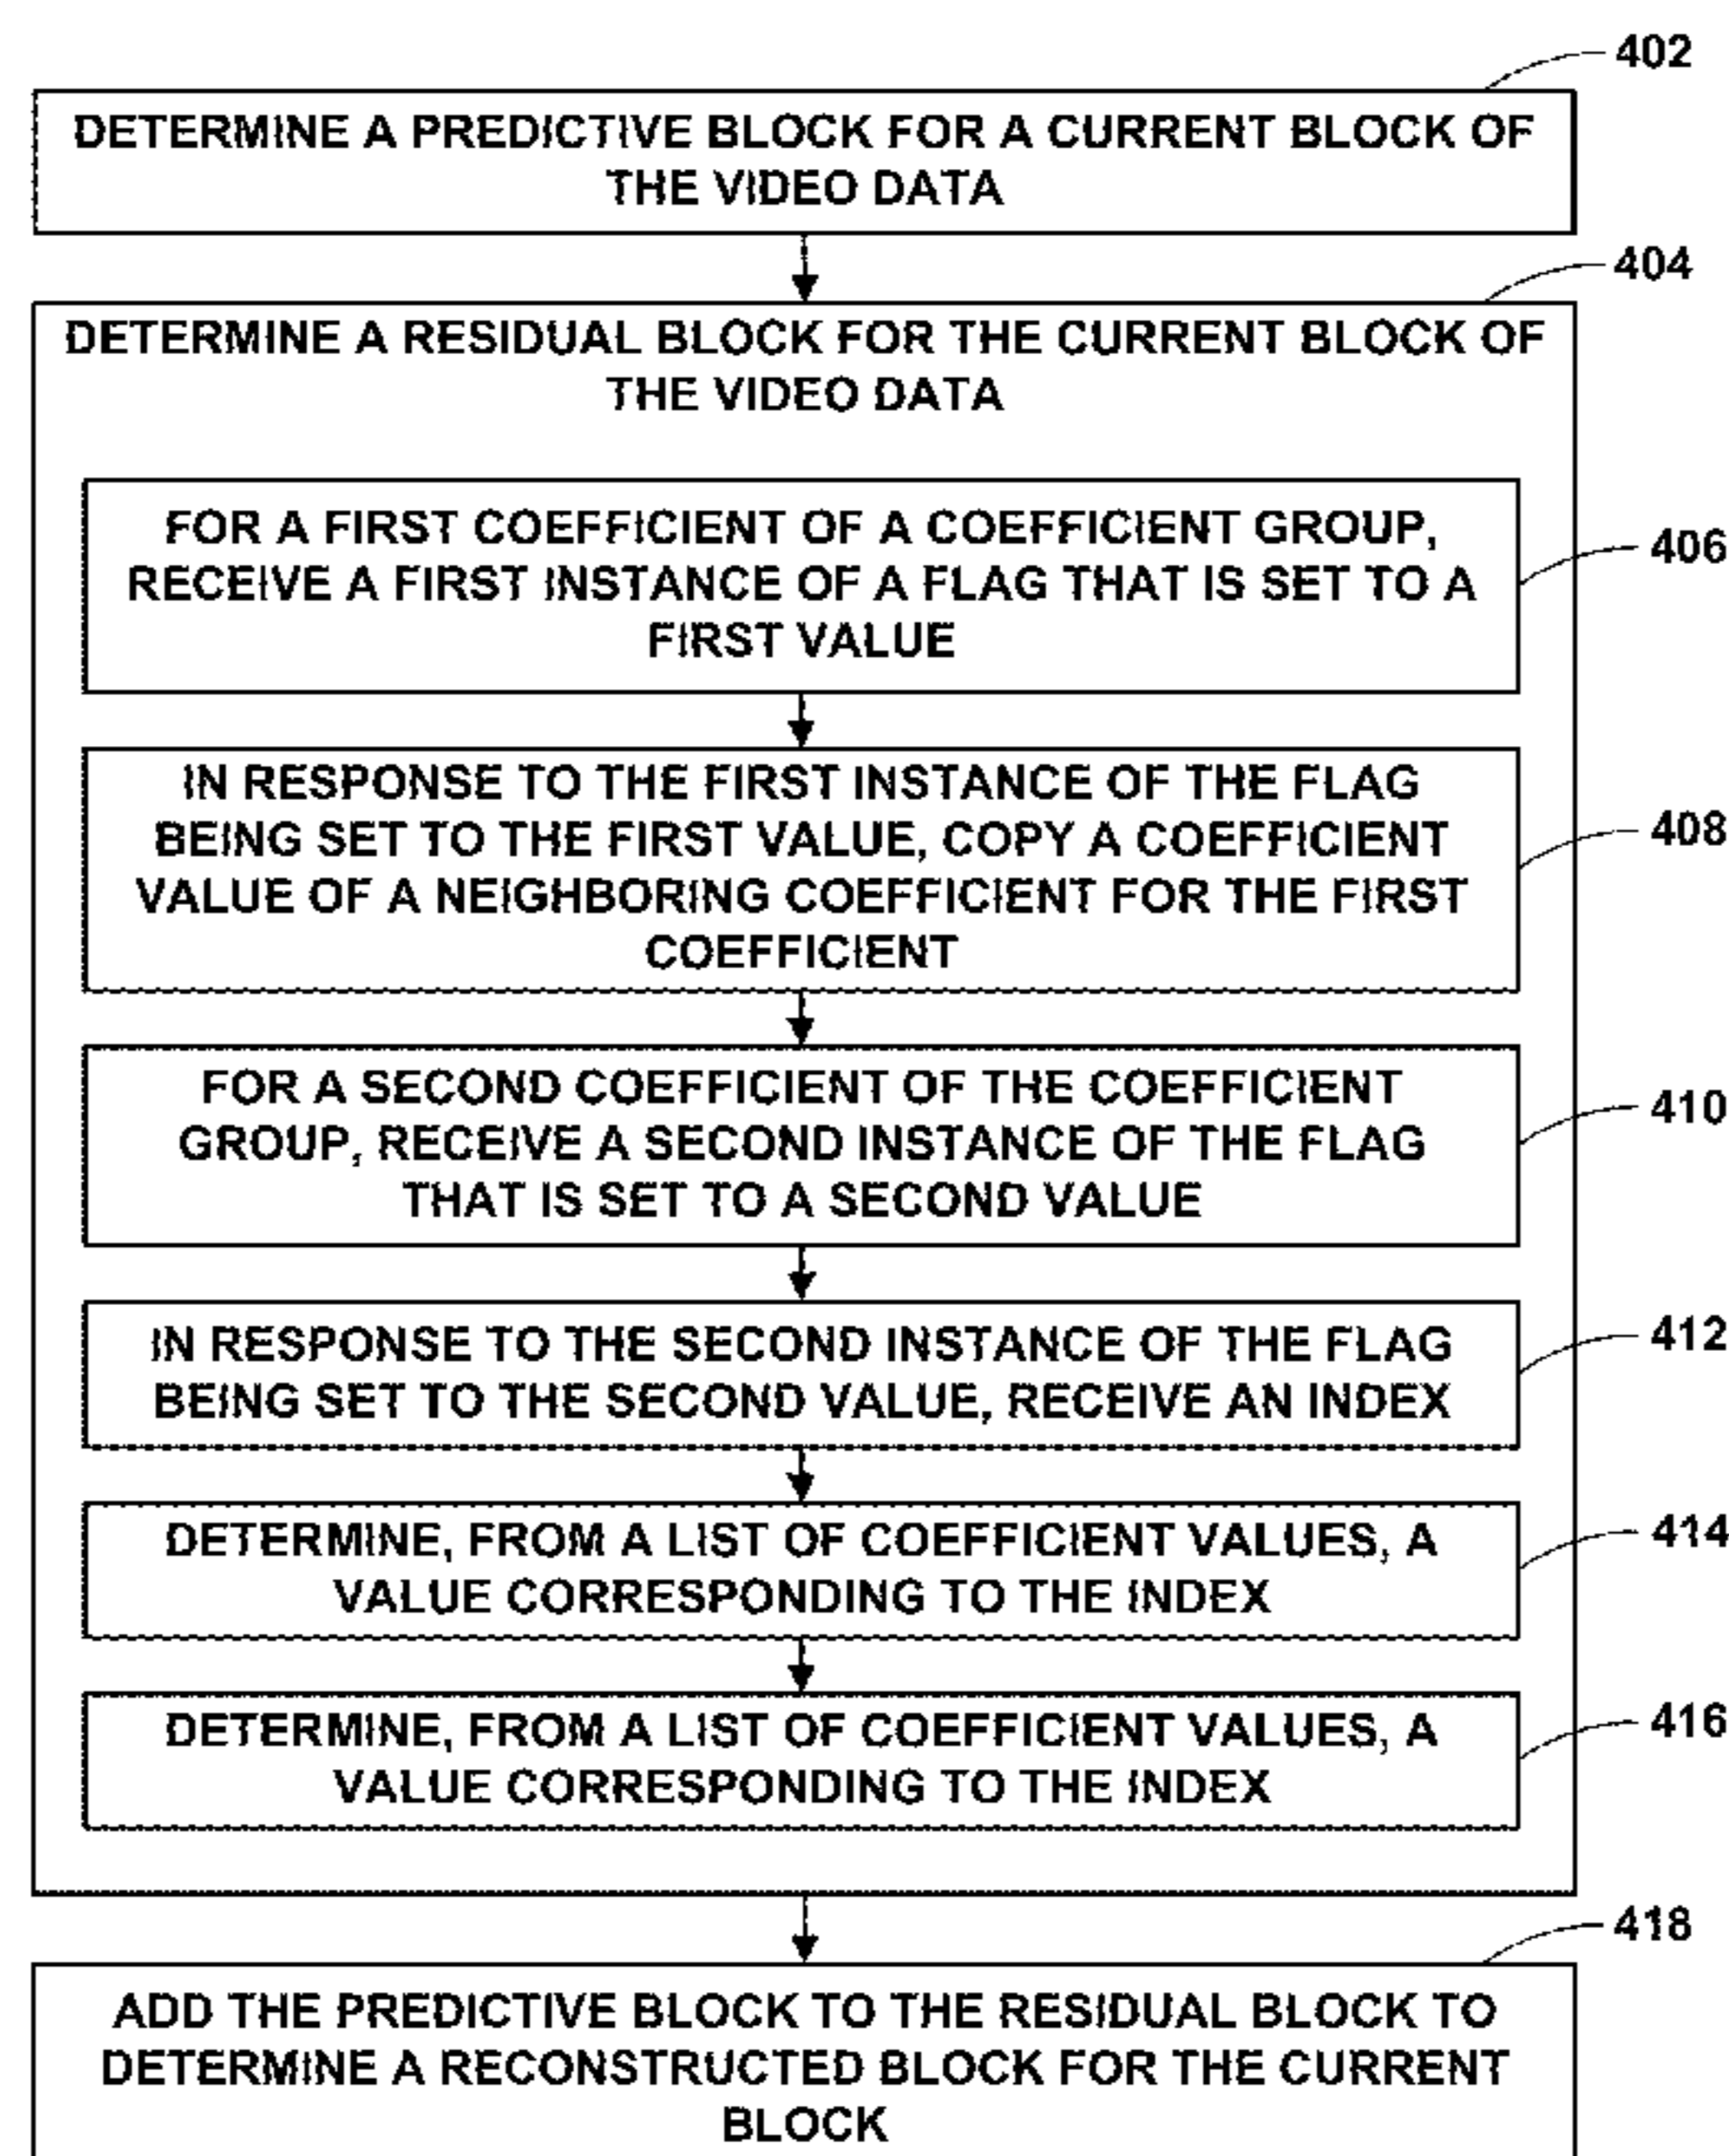 402
DETERMINE A PREDICTIVE BLOCK FOR A CURRENT BLOCK OF
THE VIDEO DATA
404
DETERMINE A RESIDUAL BLOCK FOR THE CURRENT BLOCK OF
THE VIDEO DATA
FOR A FIRST COEFFICIENT OF A COEFFICIENT GROUP,
RECEIVE A FIRST INSTANCE OF A FLAG THAT IS SET TO A
FIRST VALUE
406
IN RESPONSE TO THE FIRST INSTANCE OF THE FLAG
BEING SET TO THE FIRST VALUE, COPY A COEFFICIENT
VALUE OF A NEIGHBORING COEFFICIENT FOR THE FIRST
COEFFICIENT
408
FOR A SECOND COEFFICIENT OF THE COEFFICIENT
GROUP, RECEIVE A SECOND INSTANCE OF THE FLAG
THAT IS SET TO A SECOND VALUE
410
IN RESPONSE TO THE SECOND INSTANCE OF THE FLAG
BEING SET TO THE SECOND VALUE, RECEIVE AN INDEX
412
DETERMINE, FROM A LIST OF COEFFICIENT VALUES, A
VALUE CORRESPONDING TO THE INDEX
414
DETERMINE, FROM A LIST OF COEFFICIENT VALUES, A
VALUE CORRESPONDING TO THE INDEX
416
418
ADD THE PREDICTIVE BLOCK TO THE RESIDUAL BLOCK TO
DETERMINE A RECONSTRUCTED BLOCK FOR THE CURRENT
BLOCK